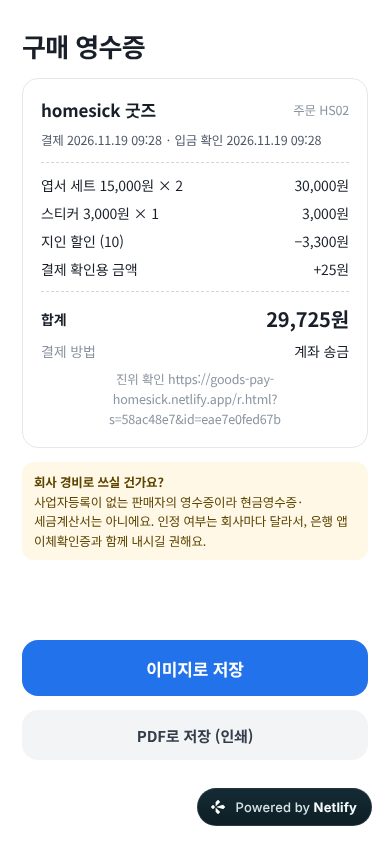 구매 영수증
homesick 굿즈 주문 HS02
결제 2026.11.19 09:28 · 입금 확인 2026.11.19 09:28
엽서 세트 15,000원 × 2 30,000원
스티커 3,000원 × 1 3,000원
지인 할인 (10) −3,300원
결제 확인용 금액 +25원
합계 29,725원
결제 방법 계좌 송금
진위 확인 https://goods-pay-
homesick.netlify.app/r.html?
s=58ac48e7&id=eae7e0fed67b
회사 경비로 쓰실 건가요?
사업자등록이 없는 판매자의 영수증이라 현금영수증·
세금계산서는 아니에요. 인정 여부는 회사마다 달라서, 은행 앱
이체확인증과 함께 내시길 권해요.
이미지로 저장
PDF로 저장 (인쇄)
Powered by Netlify